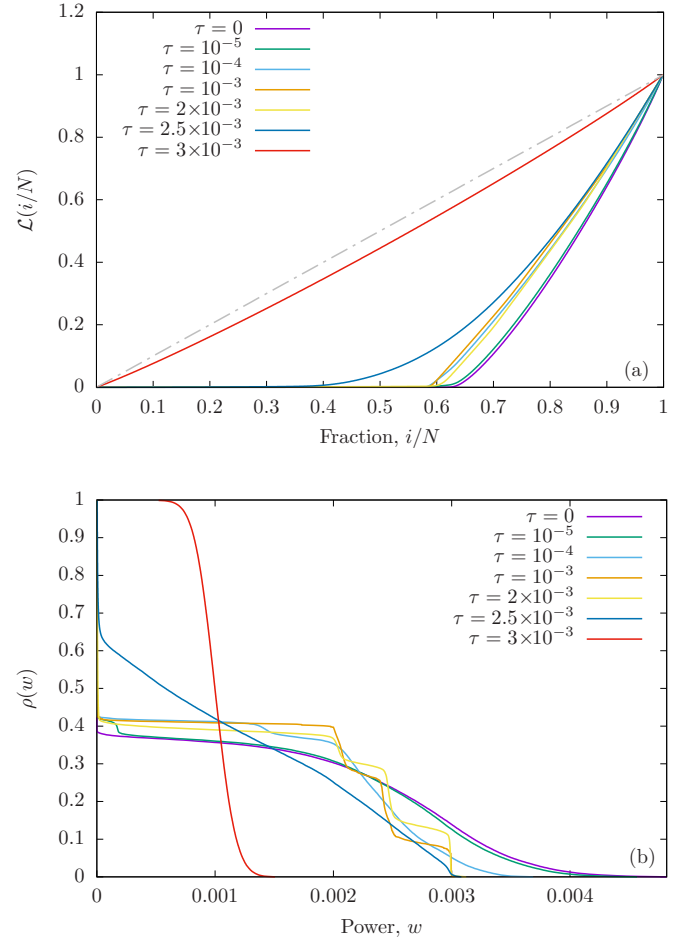 1.2
1
0.8
0.6
0.4
0.2
0
ℒ(i/N)
τ = 0
τ = 10⁻⁵
τ = 10⁻⁴
τ = 10⁻³
τ = 2×10⁻³
τ = 2.5×10⁻³
τ = 3×10⁻³
(a)
0 0.1 0.2 0.3 0.4 0.5 0.6 0.7 0.8 0.9 1
Fraction, i/N
1
0.9
0.8
0.7
0.6
0.5
0.4
0.3
0.2
0.1
0
ρ(w)
τ = 0
τ = 10⁻⁵
τ = 10⁻⁴
τ = 10⁻³
τ = 2×10⁻³
τ = 2.5×10⁻³
τ = 3×10⁻³
(b)
0 0.001 0.002 0.003 0.004
Power, w